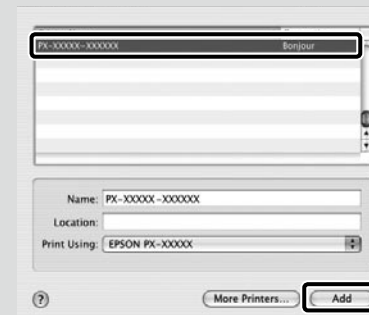 PX-XXXXX-XXXXXX Bonjour
Name: PX-XXXXX-XXXXXX
Location:
Print Using: EPSON PX-XXXXX
? More Printers... Add